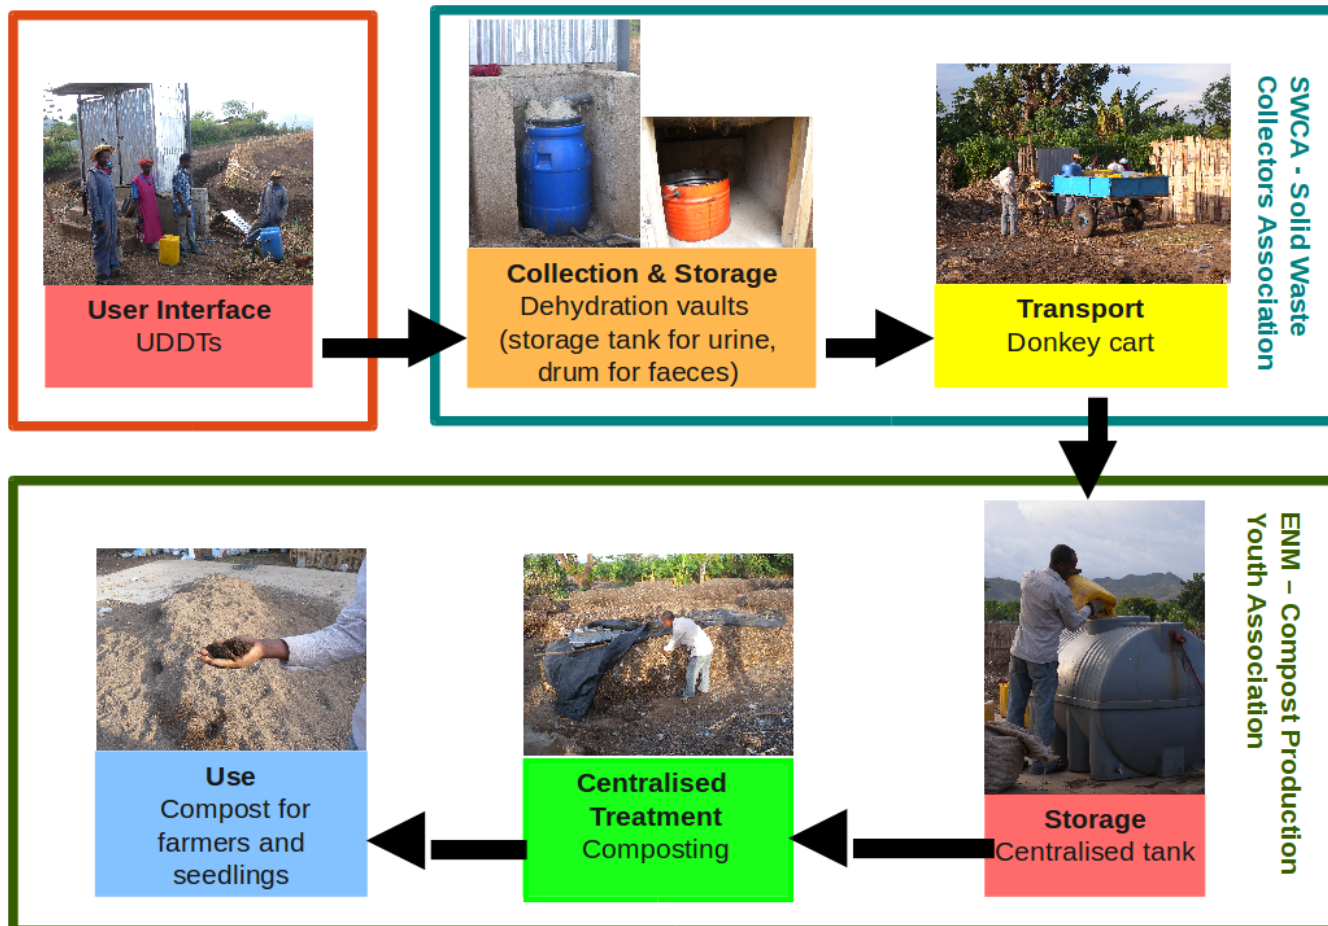 User Interface
UDDTs
Collection & Storage
Dehydration vaults
(storage tank for urine,
drum for faeces)
Transport
Donkey cart
SWCA - Solid Waste
Collectors Association
Use
Compost for
farmers and
seedlings
Centralised
Treatment
Composting
Storage
Centralised tank
ENM – Compost Production
Youth Association